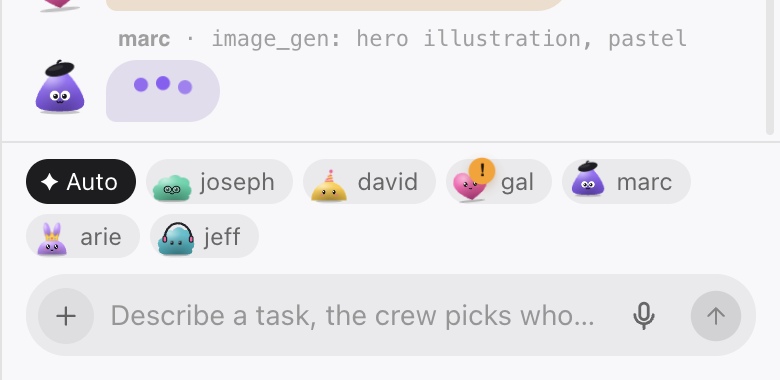 marc · image_gen: hero illustration, pastel
Auto
joseph
david
!
gal
marc
arie
jeff
Describe a task, the crew picks who...